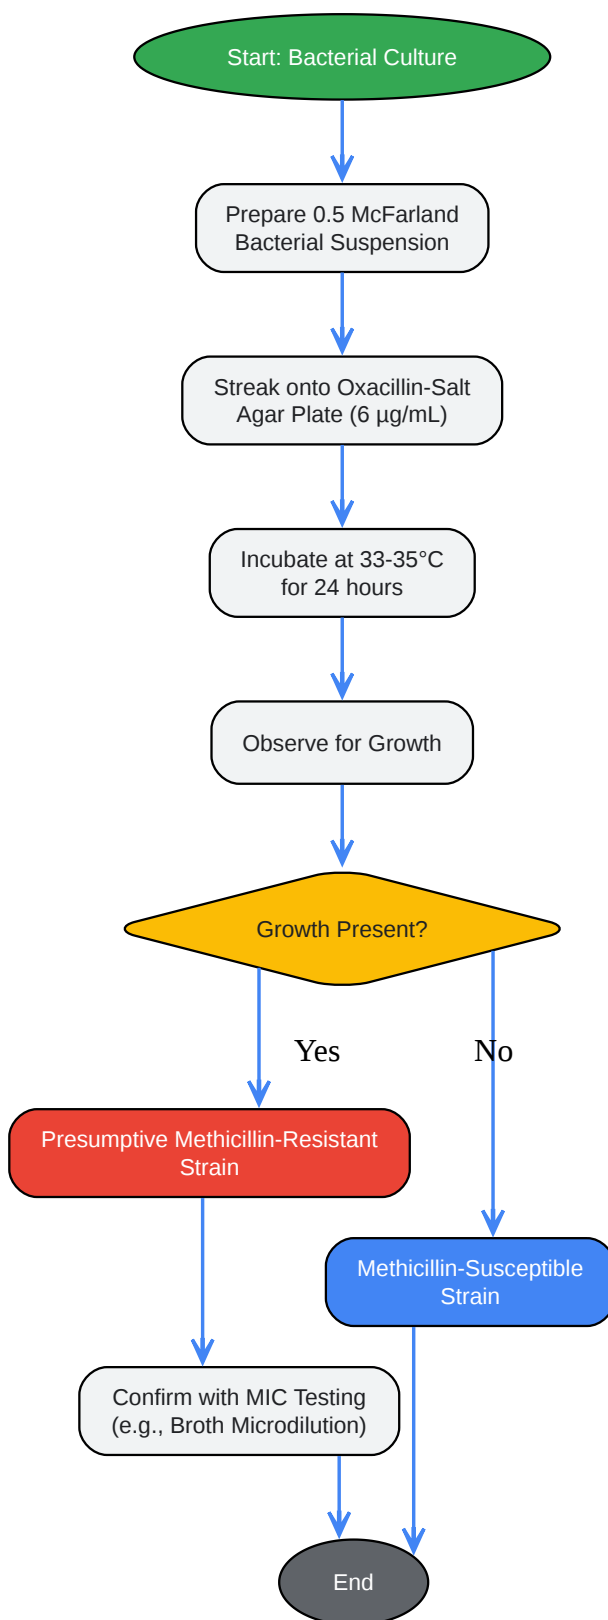 Start: Bacterial Culture
Prepare 0.5 McFarland
Bacterial Suspension
Streak onto Oxacillin-Salt
Agar Plate (6 µg/mL)
Incubate at 33-35°C
for 24 hours
Observe for Growth
Growth Present?
Yes
No
Presumptive Methicillin-Resistant
Strain
Methicillin-Susceptible
Strain
Confirm with MIC Testing
(e.g., Broth Microdilution)
End